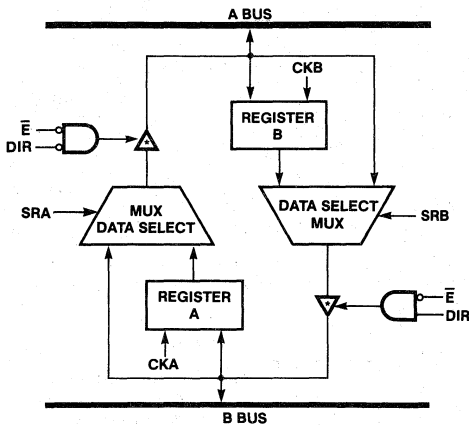 A BUS
CKB
REGISTER
B
E̅
DIR
*
MUX
DATA SELECT
SRA
DATA SELECT
MUX
SRB
REGISTER
A
*
E̅
DIR
CKA
B BUS